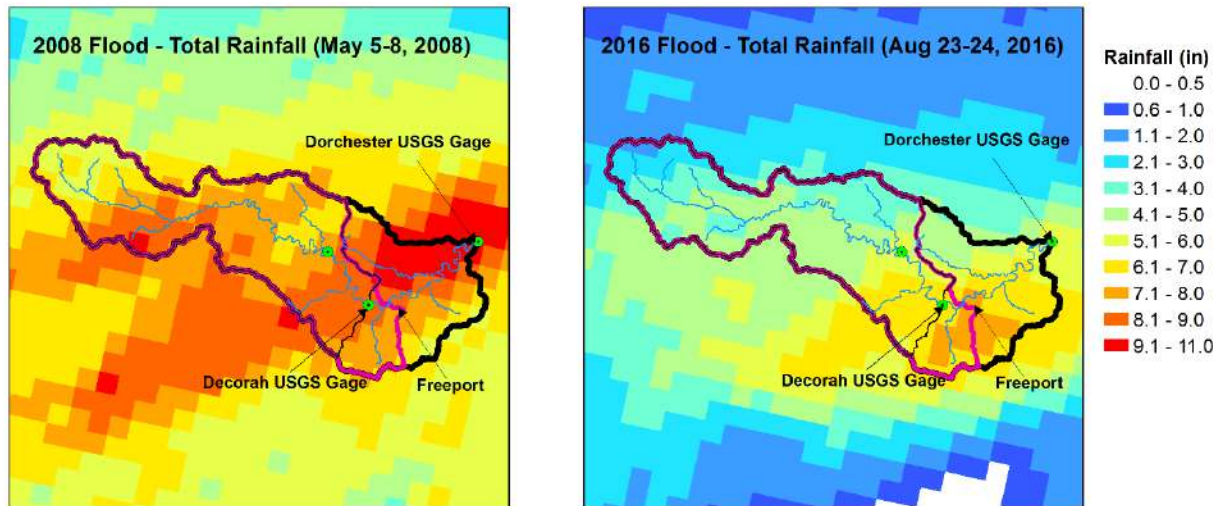 2008 Flood - Total Rainfall (May 5-8, 2008)
Dorchester USGS Gage
Decorah USGS Gage
Freeport
2016 Flood - Total Rainfall (Aug 23-24, 2016)
Dorchester USGS Gage
Decorah USGS Gage
Freeport
Rainfall (in)
0.0 - 0.5
0.6 - 1.0
1.1 - 2.0
2.1 - 3.0
3.1 - 4.0
4.1 - 5.0
5.1 - 6.0
6.1 - 7.0
7.1 - 8.0
8.1 - 9.0
9.1 - 11.0